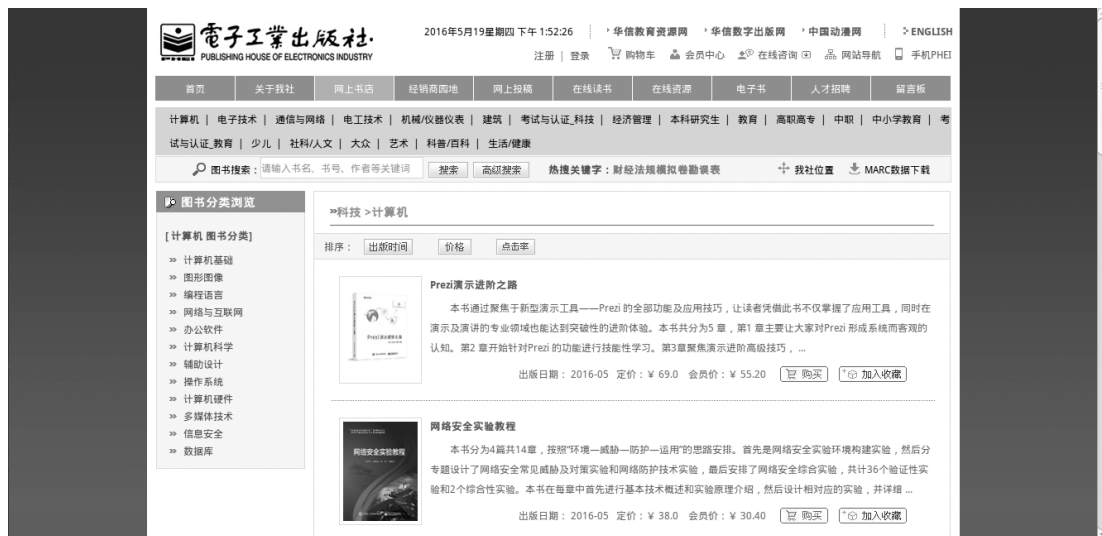 電子工業出版社.
PUBLISHING HOUSE OF ELECTRONICS INDUSTRY
PHEI
2016年5月19星期四 下午 1:52:26
华信教育资源网
华信数字出版网
中国动漫网
ENGLISH
注册 | 登录 购物车 会员中心 在线咨询 网站导航 手机PHEI
首页 关于我社 网上书店 经销商园地 网上投稿 在线读书 在线资源 电子书 人才招聘 留言板
计算机 | 电子技术 | 通信与网络 | 电工技术 | 机械/仪器仪表 | 建筑 | 考试与认证_科技 | 经济管理 | 本科研究生 | 教育 | 高职高专 | 中职 | 中小学教育 | 考
试与认证_教育 | 少儿 | 社科/人文 | 大众 | 艺术 | 科普/百科 | 生活/健康
图书搜索: 请输入书名、书号、作者等关键词 搜索 高级搜索 热搜关键字:财经法规模拟卷勘误表 我社位置 MARC数据下载
图书分类浏览
[计算机 图书分类]
» 计算机基础
» 图形图像
» 编程语言
» 网络与互联网
» 办公软件
» 计算机科学
» 辅助设计
» 操作系统
» 计算机硬件
» 多媒体技术
» 信息安全
» 数据库
»科技 >计算机
排序: 出版时间 价格 点击率
Prezi演示进阶之路
Prezi演示进阶之路
本书通过聚焦于新型演示工具——Prezi 的全部功能及应用技巧,让读者凭借此书不仅掌握了应用工具,同时在
演示及演讲的专业领域也能达到突破性的进阶体验。本书共分为5 章,第1 章主要让大家对Prezi 形成系统而客观的
认知。第2 章开始针对Prezi 的功能进行技能性学习。第3章聚焦演示进阶高级技巧, ...
出版日期: 2016-05 定价:¥ 69.0 会员价:¥ 55.20 购买 加入收藏
网络安全实验教程
网络安全实验教程
本书分为4篇共14章,按照“环境—威胁—防护—运用”的思路安排。首先是网络安全实验环境构建实验,然后分
专题设计了网络安全常见威胁及对策实验和网络防护技术实验,最后安排了网络安全综合实验,共计36个验证性实
验和2个综合性实验。本书在每章中首先进行基本技术概述和实验原理介绍,然后设计相对应的实验,并详细 ...
出版日期: 2016-05 定价:¥ 38.0 会员价:¥ 30.40 购买 加入收藏